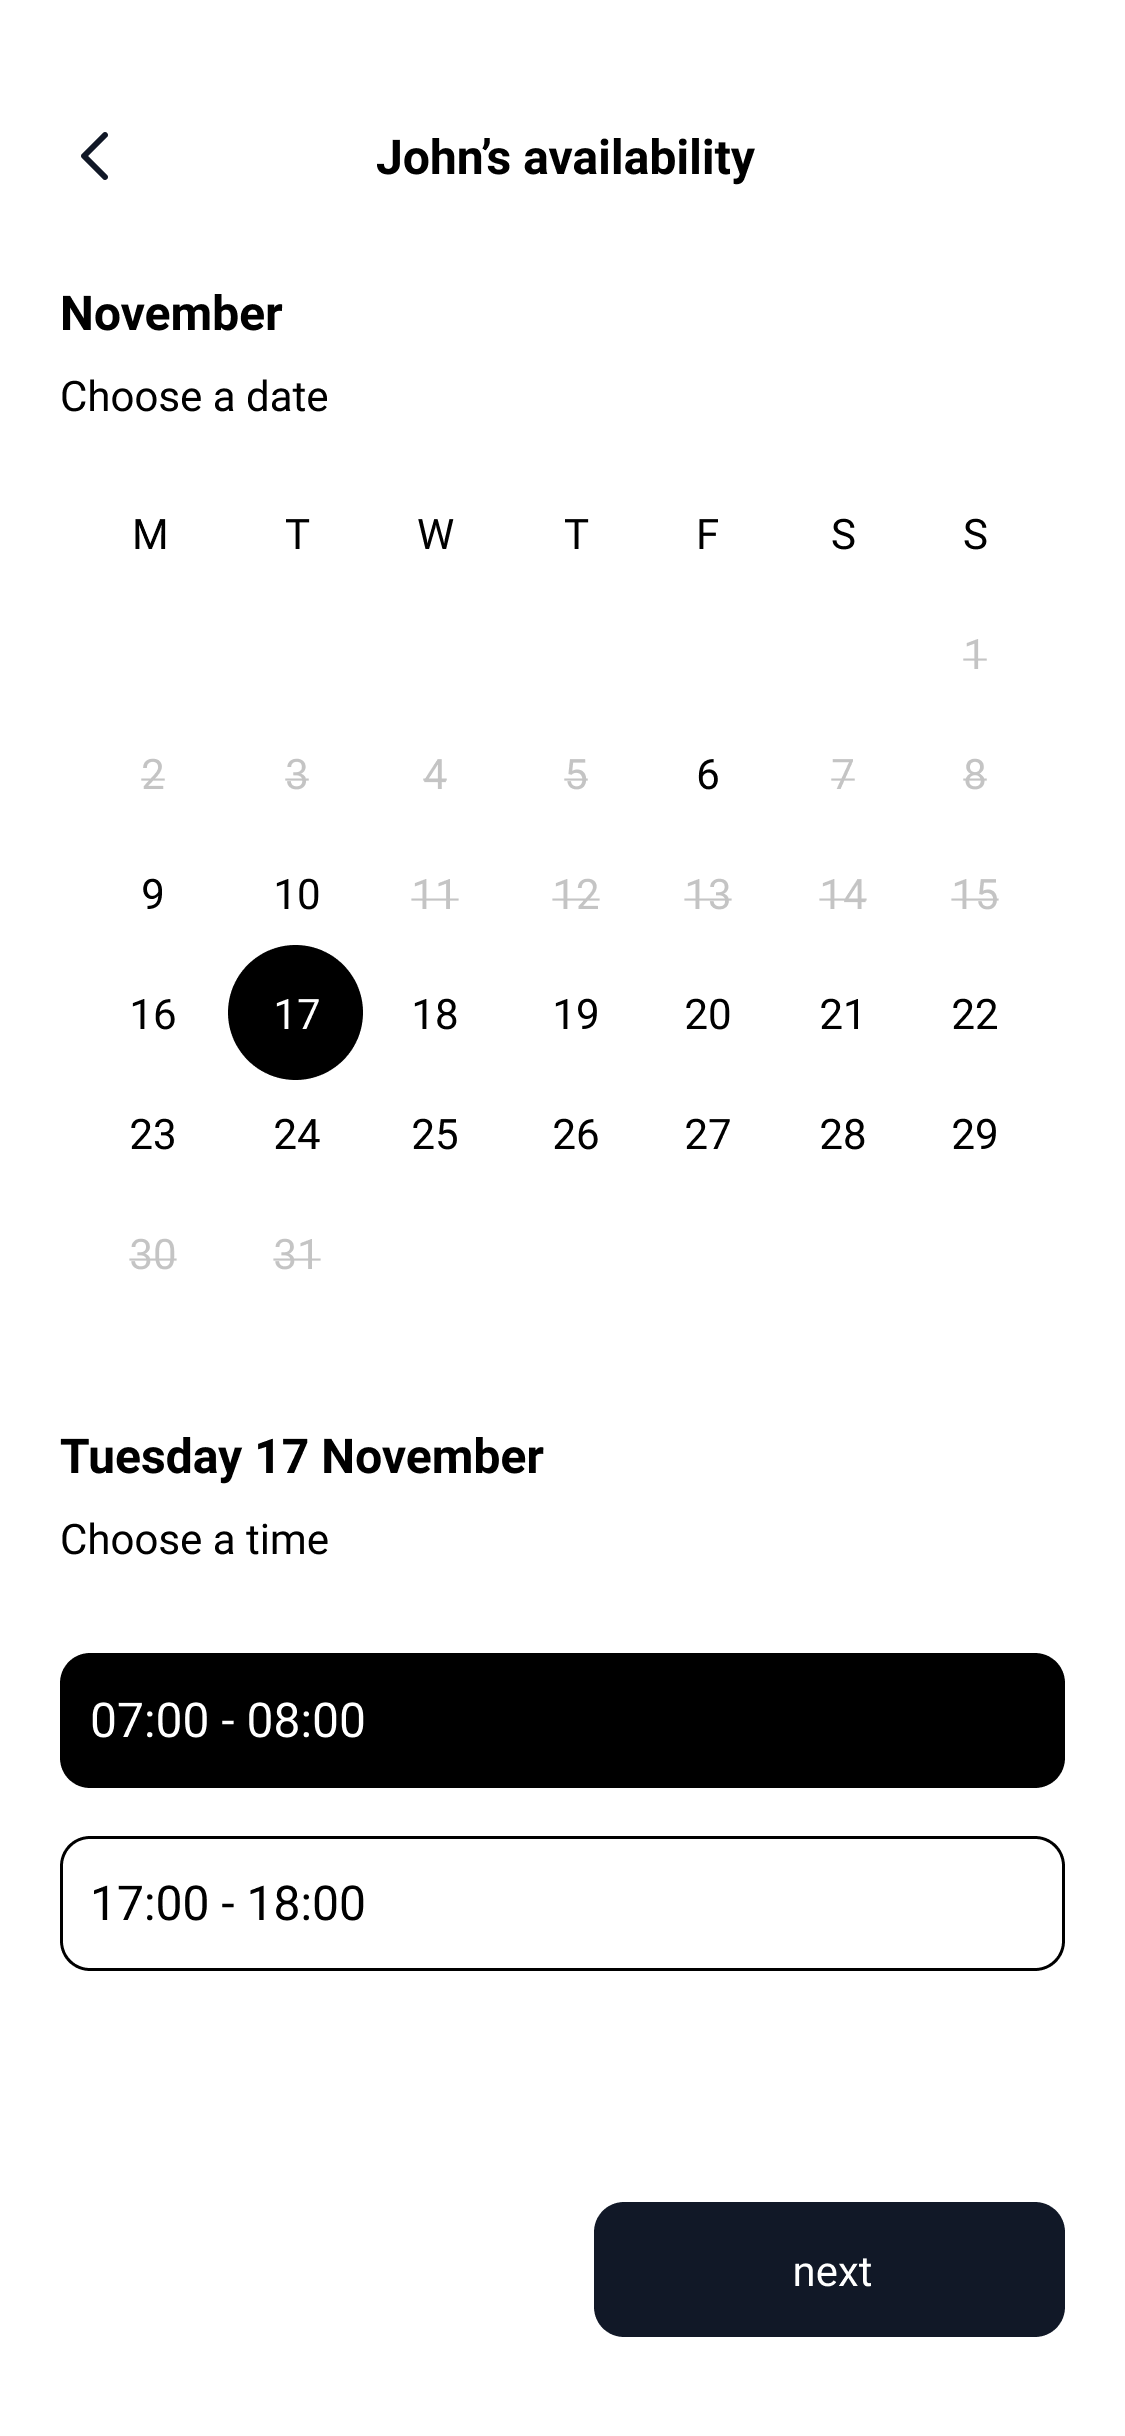 John’s availability
November
Choose a date
M T W T F S S
1
2 3 4 5 6 7 8
9 10 11 12 13 14 15
16 17 18 19 20 21 22
23 24 25 26 27 28 29
30 31
Tuesday 17 November
Choose a time
07:00 - 08:00
17:00 - 18:00
next